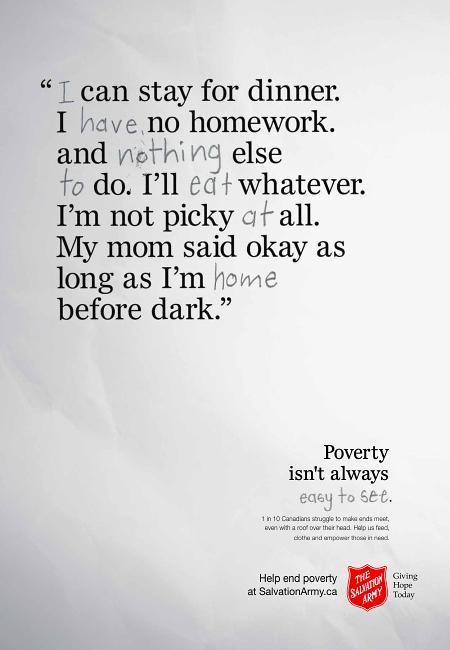 “ I can stay for dinner.
I have no homework.
and nothing else
to do. I’ll eat whatever.
I’m not picky at all.
My mom said okay as
long as I’m home
before dark.”
Poverty
isn't always
easy to see.
1 in 10 Canadians struggle to make ends meet,
even with a roof over their head. Help us feed,
clothe and empower those in need.
Help end poverty
at SalvationArmy.ca
THE
SALVATION
ARMY
Giving
Hope
Today